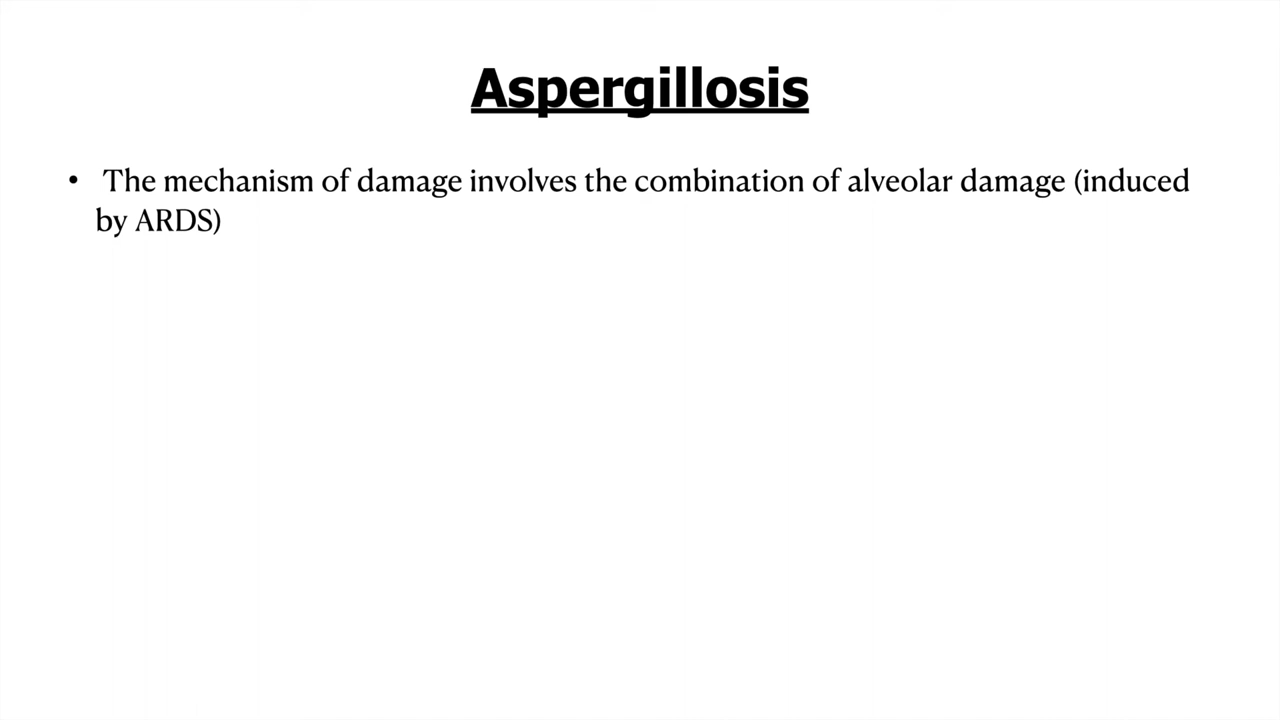 Aspergillosis
• The mechanism of damage involves the combination of alveolar damage (induced
by ARDS)